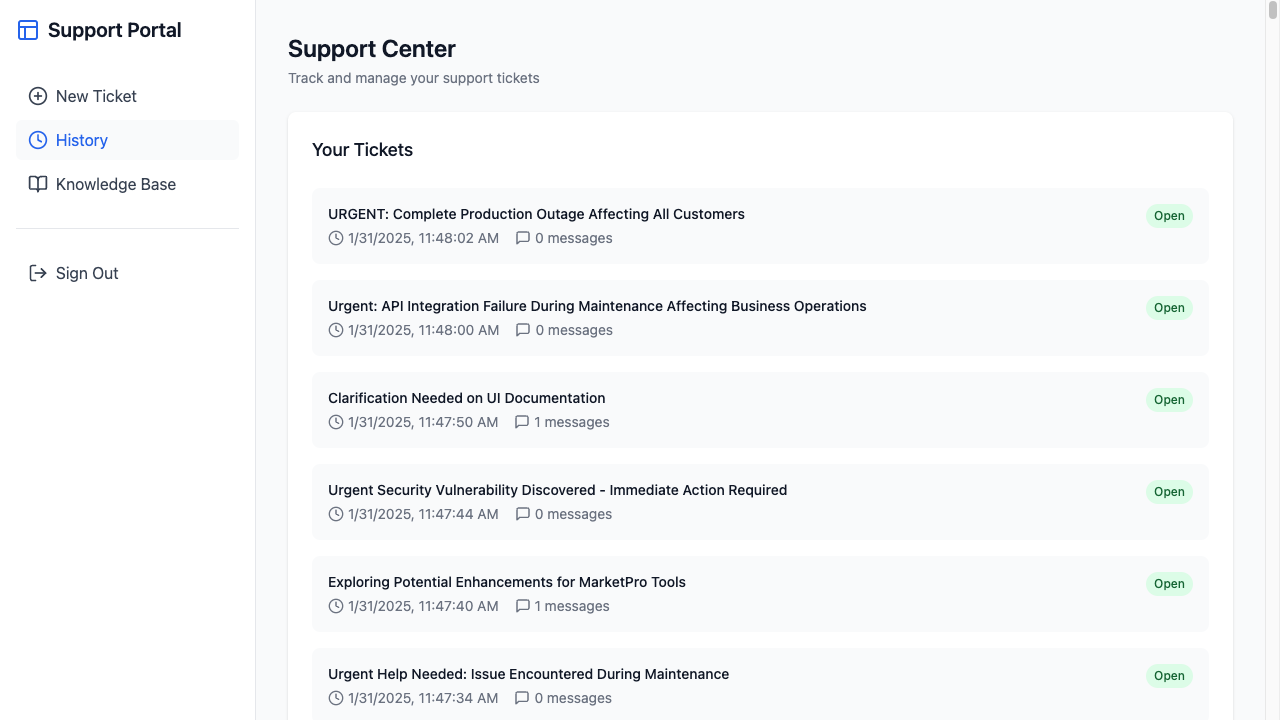 Support Portal
New Ticket
History
Knowledge Base
Sign Out
Support Center
Track and manage your support tickets
Your Tickets
URGENT: Complete Production Outage Affecting All Customers
Open
1/31/2025, 11:48:02 AM 0 messages
Urgent: API Integration Failure During Maintenance Affecting Business Operations
Open
1/31/2025, 11:48:00 AM 0 messages
Clarification Needed on UI Documentation
Open
1/31/2025, 11:47:50 AM 1 messages
Urgent Security Vulnerability Discovered - Immediate Action Required
Open
1/31/2025, 11:47:44 AM 0 messages
Exploring Potential Enhancements for MarketPro Tools
Open
1/31/2025, 11:47:40 AM 1 messages
Urgent Help Needed: Issue Encountered During Maintenance
Open
1/31/2025, 11:47:34 AM 0 messages